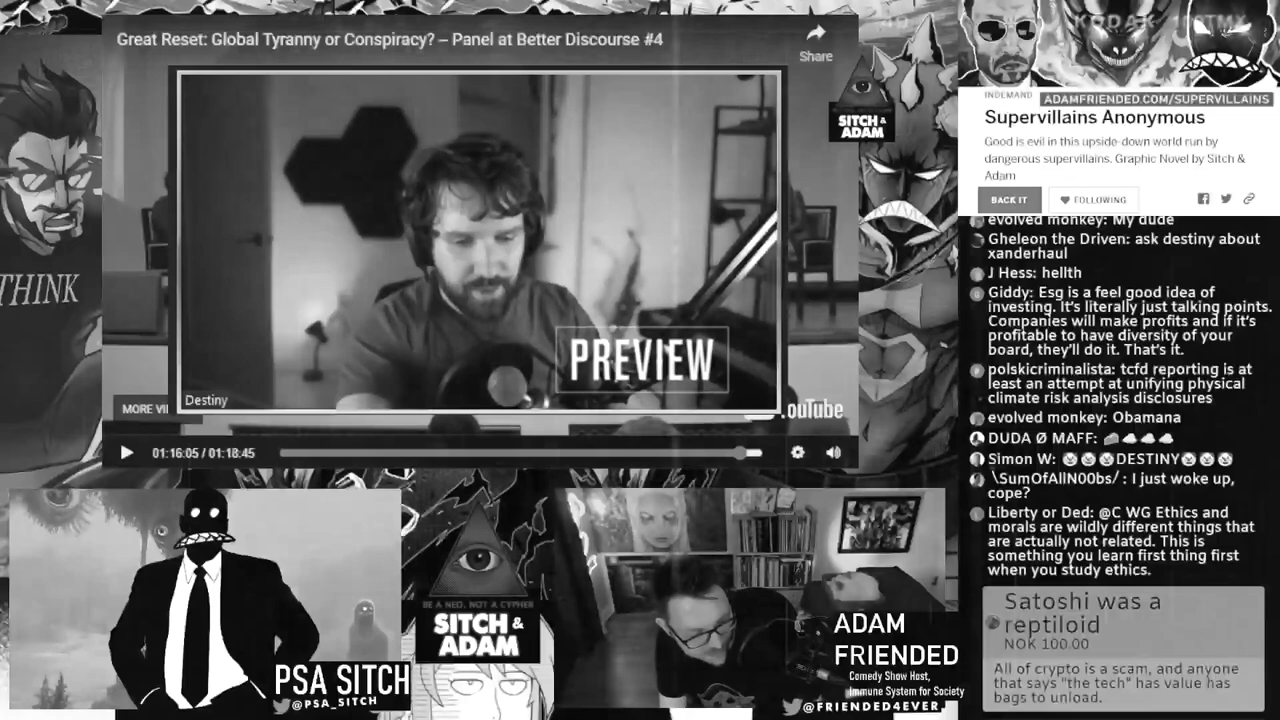 Great Reset: Global Tyranny or Conspiracy? – Panel at Better Discourse #4
Share
SITCH &
ADAM
THINK
PREVIEW
Destiny
MORE VI
ouTube
01:16:05 / 01:18:45
PSA SITCH
@PSA_SITCH
BE A NEO, NOT A CYPHER
SITCH &
ADAM
ADAM
FRIENDED
Comedy Show Host,
Immune System for Society
@FRIENDED4EVER
KODAK
INDEMAND
ADAMFRIENDED.COM/SUPERVILLAINS
Supervillains Anonymous
Good is evil in this upside-down world run by
dangerous supervillains. Graphic Novel by Sitch &
Adam
BACK IT
FOLLOWING
evolved monkey: My dude
Gheleon the Driven: ask destiny about
xanderhaul
J Hess: hellth
Giddy: Esg is a feel good idea of
investing. It's literally just talking points.
Companies will make profits and if it's
profitable to have diversity of your
board, they'll do it. That's it.
polskicriminalista: tcfd reporting is at
least an attempt at unifying physical
climate risk analysis disclosures
evolved monkey: Obamana
DUDA Ø MAFF:
Simon W: DESTINY
\SumOfAllN00bs/ : I just woke up,
cope?
Liberty or Ded: @C WG Ethics and
morals are wildly different things that
are actually not related. This is
something you learn first thing first
when you study ethics.
Satoshi was a
reptiloid
NOK 100.00
All of crypto is a scam, and anyone
that says "the tech" has value has
bags to unload.